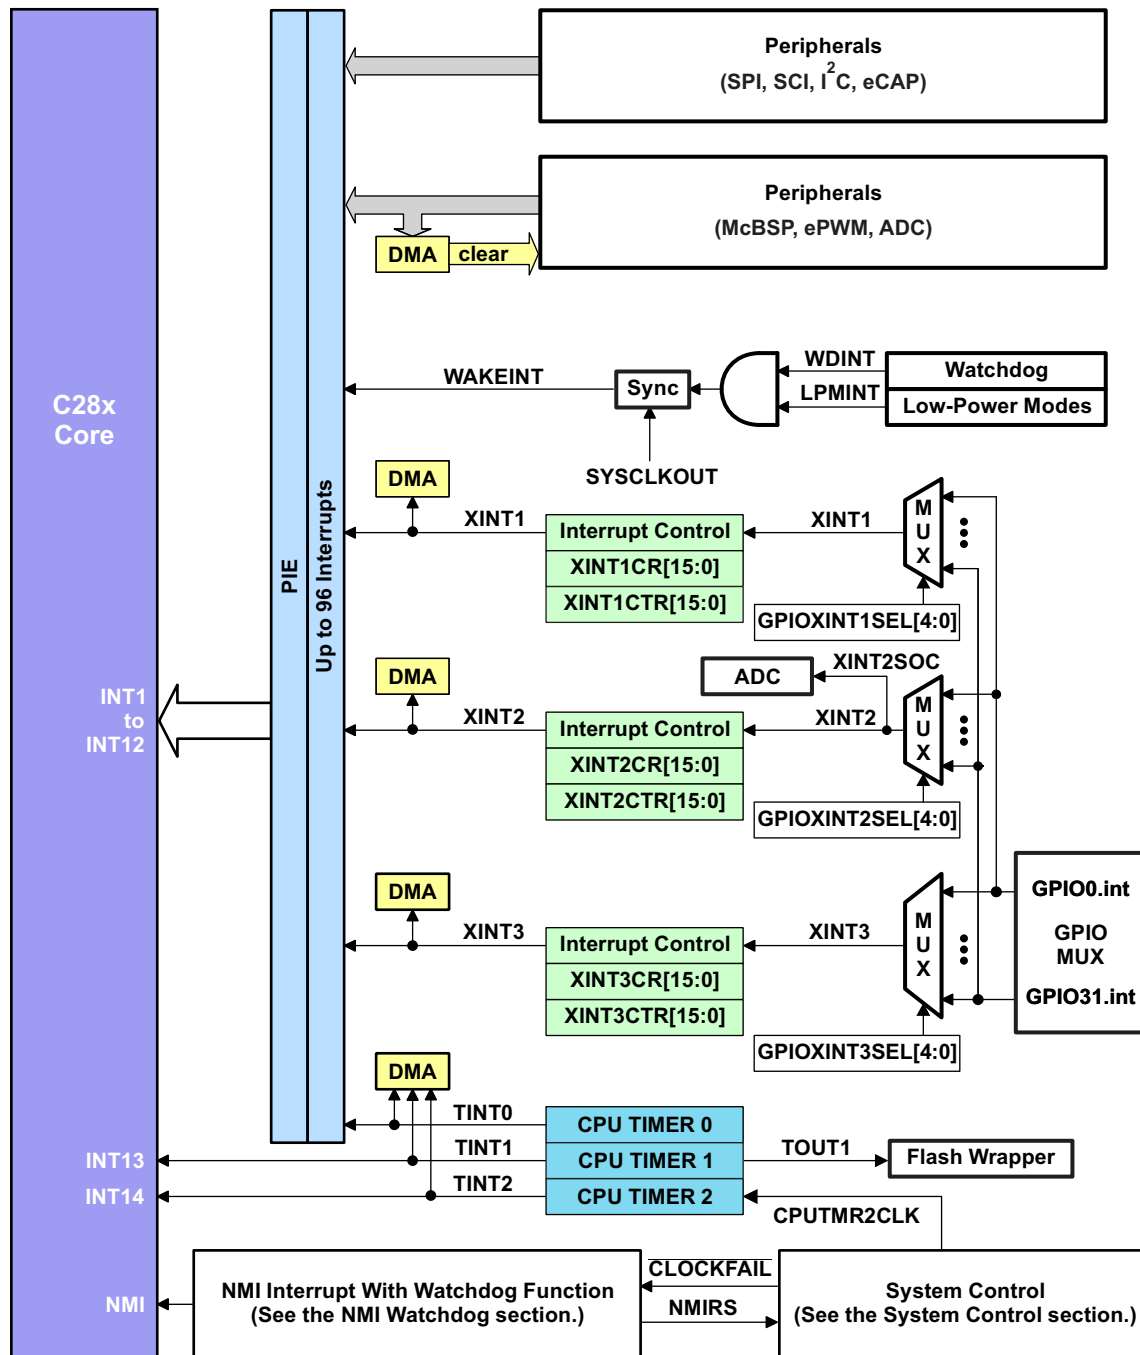 Peripherals
(SPI, SCI, I2C, eCAP)
Peripherals
(McBSP, ePWM, ADC)
DMA
clear
C28x
Core
PIE
Up to 96 Interrupts
WAKEINT
Sync
SYSCLKOUT
WDINT
LPMINT
Watchdog
Low-Power Modes
DMA
XINT1
Interrupt Control
XINT1CR[15:0]
XINT1CTR[15:0]
XINT1
MUX
GPIOXINT1SEL[4:0]
INT1
to
INT12
DMA
XINT2
Interrupt Control
XINT2CR[15:0]
XINT2CTR[15:0]
ADC
XINT2SOC
XINT2
MUX
GPIOXINT2SEL[4:0]
DMA
XINT3
Interrupt Control
XINT3CR[15:0]
XINT3CTR[15:0]
XINT3
MUX
GPIOXINT3SEL[4:0]
GPIO0.int
GPIO
MUX
GPIO31.int
DMA
TINT0
CPU TIMER 0
INT13
TINT1
CPU TIMER 1
TOUT1
Flash Wrapper
INT14
TINT2
CPU TIMER 2
CPUTMR2CLK
NMI
NMI Interrupt With Watchdog Function
(See the NMI Watchdog section.)
CLOCKFAIL
NMIRS
System Control
(See the System Control section.)